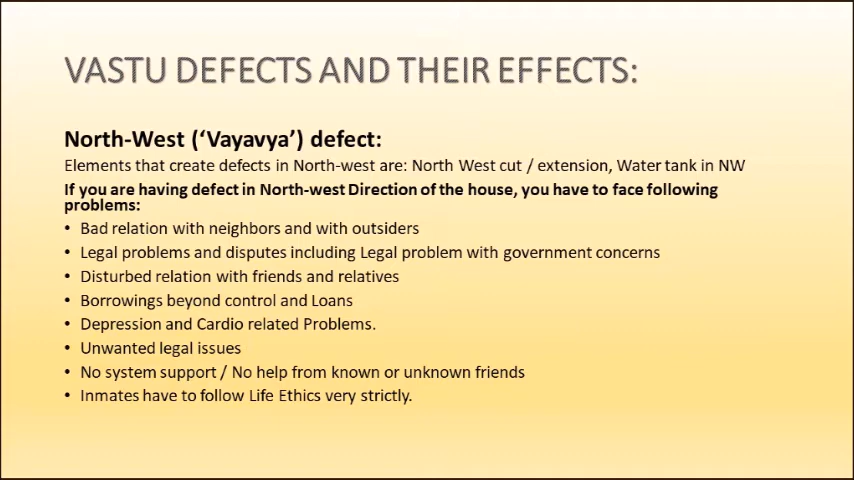 VASTU DEFECTS AND THEIR EFFECTS:
North-West (‘Vayavya’) defect:
Elements that create defects in North-west are: North West cut / extension, Water tank in NW
If you are having defect in North-west Direction of the house, you have to face following
problems:
• Bad relation with neighbors and with outsiders
• Legal problems and disputes including Legal problem with government concerns
• Disturbed relation with friends and relatives
• Borrowings beyond control and Loans
• Depression and Cardio related Problems.
• Unwanted legal issues
• No system support / No help from known or unknown friends
• Inmates have to follow Life Ethics very strictly.